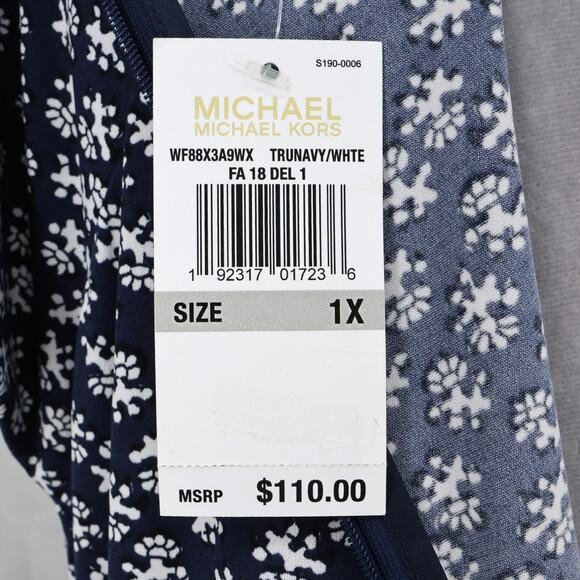 S190-0006
MICHAEL
MICHAEL KORS
WF88X3A9WX TRUNAVY/WHTE
FA 18 DEL 1
1 92317 01723 6
SIZE 1X
MSRP $110.00